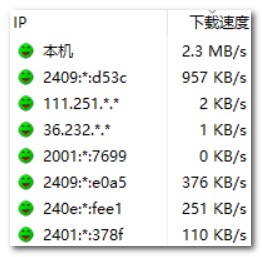 IP 下载速度
本机 2.3 MB/s
2409:*:d53c 957 KB/s
111.251.*.* 2 KB/s
36.232.*.* 1 KB/s
2001:*:7699 0 KB/s
2409:*:e0a5 376 KB/s
240e:*:fee1 251 KB/s
2401:*:378f 110 KB/s